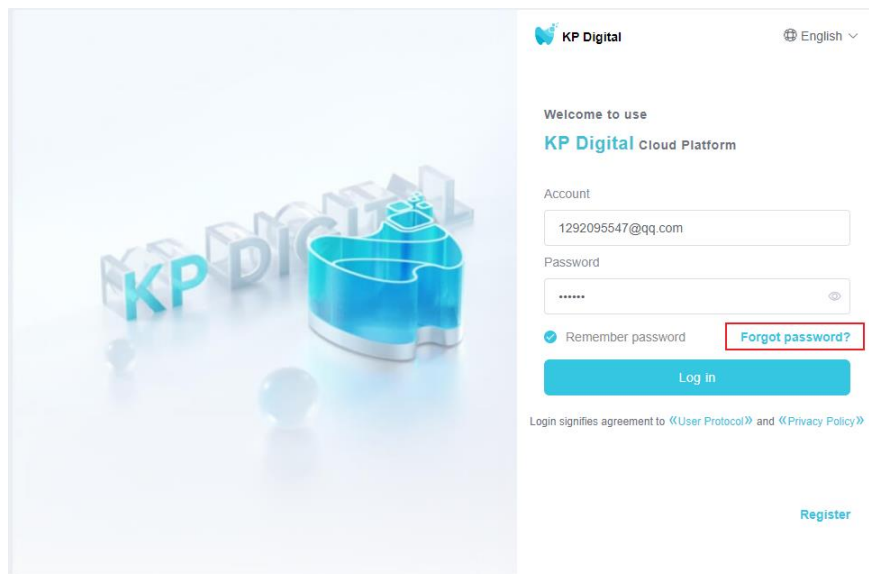 KP DIGITAL
KP Digital
English
Welcome to use
KP Digital Cloud Platform
Account
1292095547@qq.com
Password
••••••
Remember password
Forgot password?
Log in
Login signifies agreement to 《User Protocol》 and 《Privacy Policy》
Register